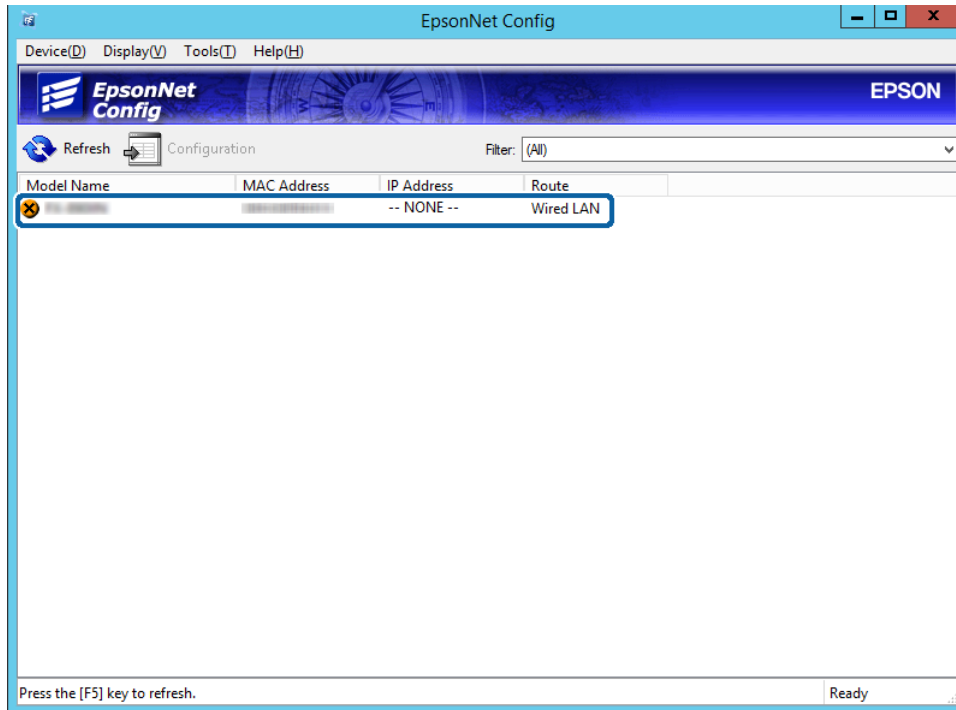 EpsonNet Config
Device(D) Display(V) Tools(T) Help(H)
EpsonNet
Config
EPSON
Refresh Configuration Filter: (All)
Model Name MAC Address IP Address Route
-- NONE -- Wired LAN
Press the [F5] key to refresh. Ready